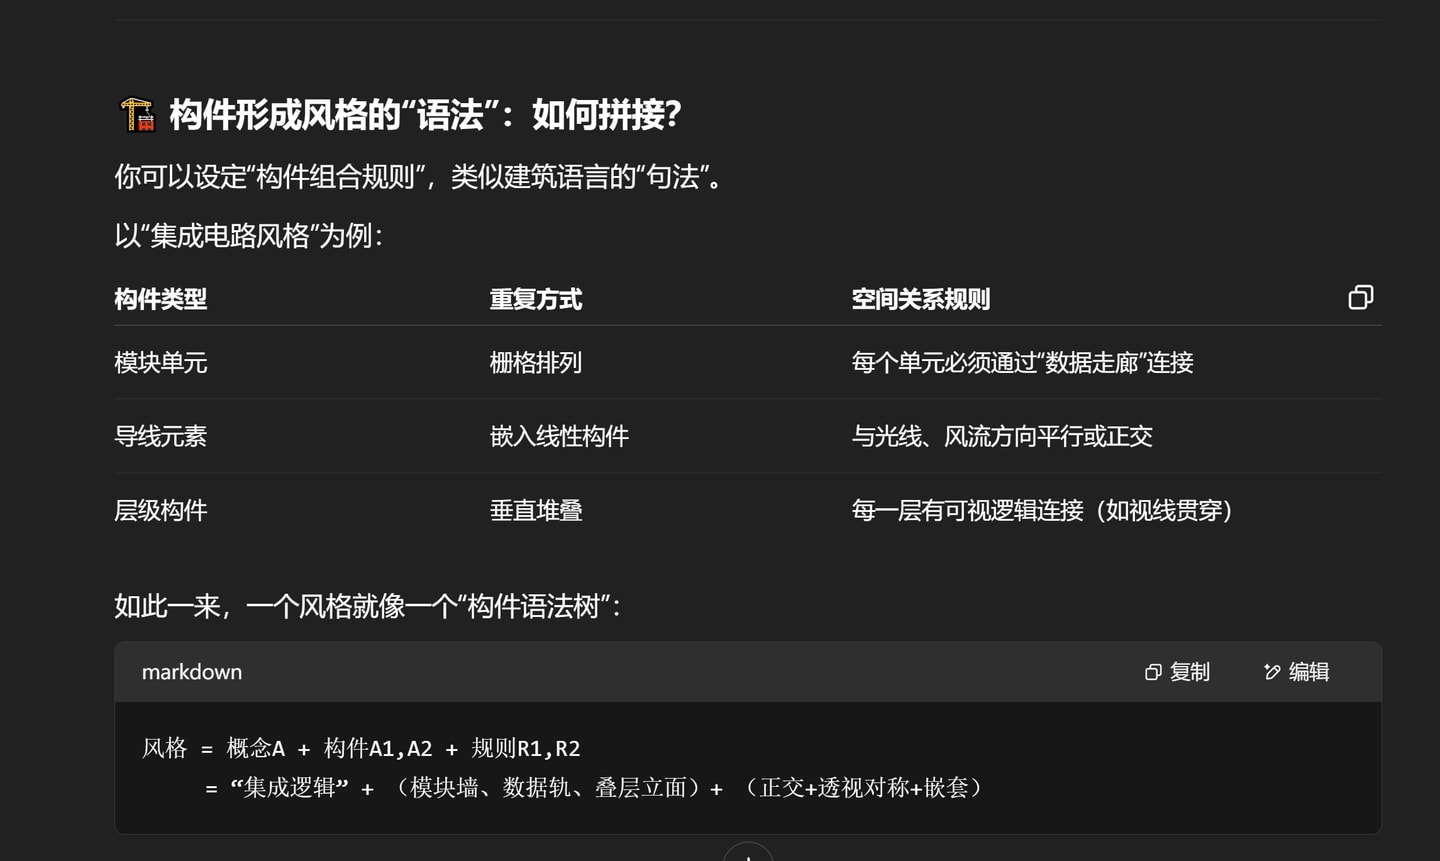 🏗️ 构件形成风格的“语法”：如何拼接？
你可以设定“构件组合规则”，类似建筑语言的“句法”。
以“集成电路风格”为例：
构件类型 重复方式 空间关系规则
模块单元 栅格排列 每个单元必须通过“数据走廊”连接
导线元素 嵌入线性构件 与光线、风流方向平行或正交
层级构件 垂直堆叠 每一层有可视逻辑连接（如视线贯穿）
如此一来，一个风格就像一个“构件语法树”：
markdown 复制 编辑
风格 = 概念A + 构件A1,A2 + 规则R1,R2
= “集成逻辑” + （模块墙、数据轨、叠层立面）+ （正交+透视对称+嵌套）